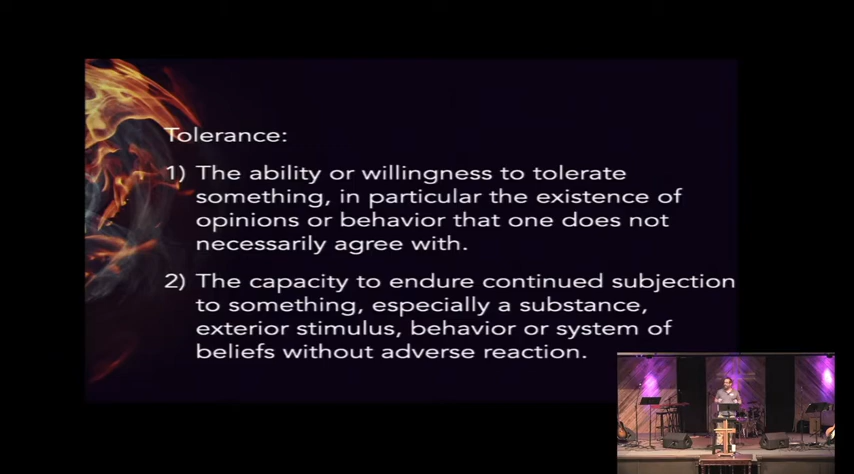 Tolerance:
1) The ability or willingness to tolerate
something, in particular the existence of
opinions or behavior that one does not
necessarily agree with.
2) The capacity to endure continued subjection
to something, especially a substance,
exterior stimulus, behavior or system of
beliefs without adverse reaction.